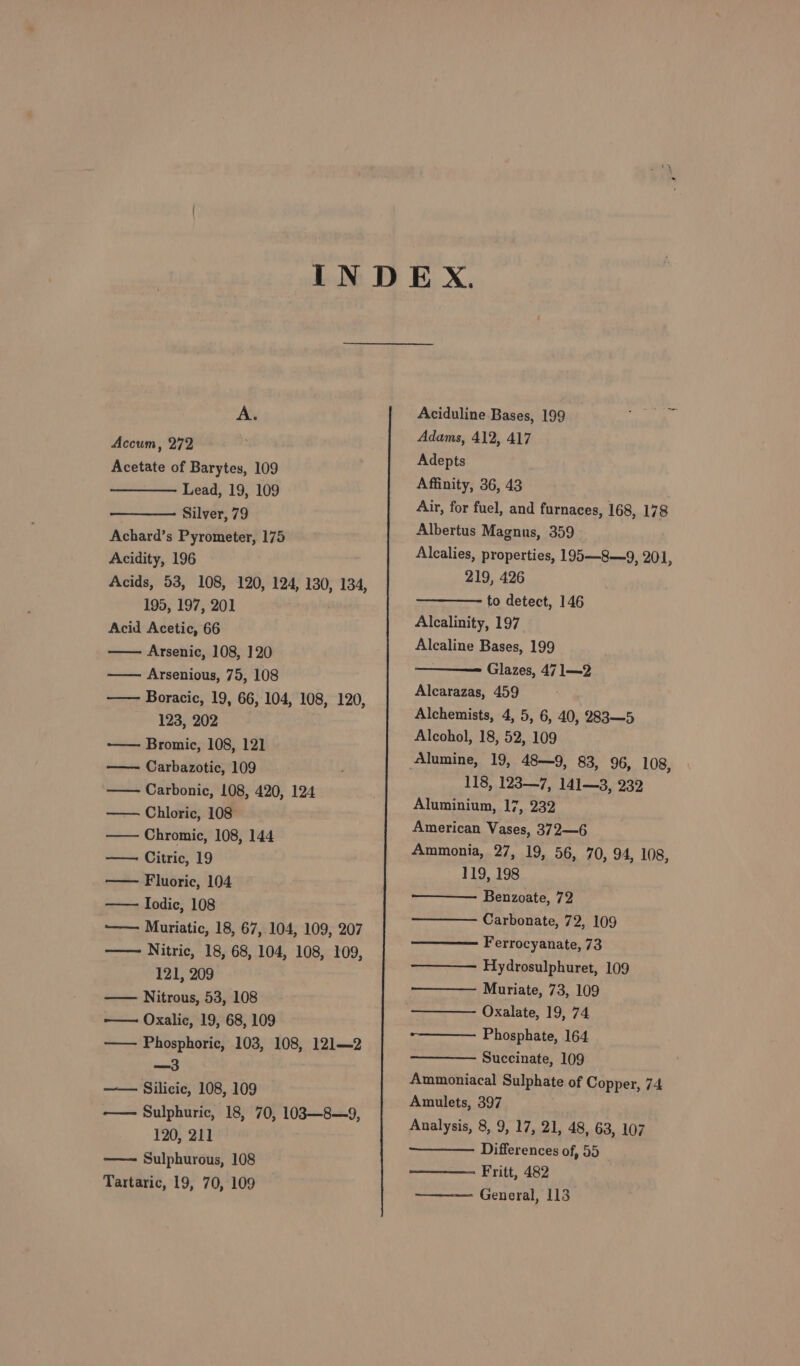 INDEX.
A.
Accum, 272
Acetate of Barytes, 109
——— Lead, 19, 109
——— Silver, 79
Achard's Pyrometer, 175
Acidity, 196
Acids, 53, 108, 120, 124, 130, 134,
195, 197, 201
Acid Acetic, 66
—— Arsenic, 108, 120
—— Arsenious, 75, 108
—— Boracic, 19, 66, 104, 108, 120,
123, 202
—— Bromic, 108, 121
—— Carbazotic, 109
—— Carbonic, 108, 420, 124
—— Chloric, 108
—— Chromic, 108, 144
—— Citric, 19
—— Fluoric, 104
—— Iodic, 108
—— Muriatic, 18, 67, 104, 109, 207
—— Nitric, 18, 68, 104, 108, 109,
121, 209
—— Nitrous, 53, 108
—— Oxalic, 19, 68, 109
—— Phosphoric, 103, 108, 121—2
—3
—— Silicic, 108, 109
—— Sulphuric, 18, 70, 103—8—9,
120, 211
—— Sulphurous, 108
Tartaric, 19, 70, 109
Aciduline Bases, 199
Adams, 412, 417
Adepts
Affinity, 36, 43
Air, for fuel, and furnaces, 168, 178
Albertus Magnus, 359
Alcalies, properties, 195—8—9, 201,
219, 426
——— to detect, 146
Alcalinity, 197
Alcaline Bases, 199
——— Glazes, 471—2
Alcarazas, 459
Alchemists, 4, 5, 6, 40, 283—5
Alcohol, 18, 52, 109
Alumine, 19, 48—9, 83, 96, 108,
118, 123—7, 141—3, 232
Aluminium, 17, 232
American Vases, 372—6
Ammonia, 27, 19, 56, 70, 94, 108,
119, 198
——— Benzoate, 72
——— Carbonate, 72, 109
——— Ferrocyanate, 73
——— Hydrosulphuret, 109
——— Muriate, 73, 109
——— Oxalate, 19, 74
——— Phosphate, 164
——— Succinate, 109
Ammoniacal Sulphate of Copper, 74
Amulets, 397
Analysis, 8, 9, 17, 21, 48, 63, 107
——— Differences of, 55
——— Fritt, 482
——— General, 113